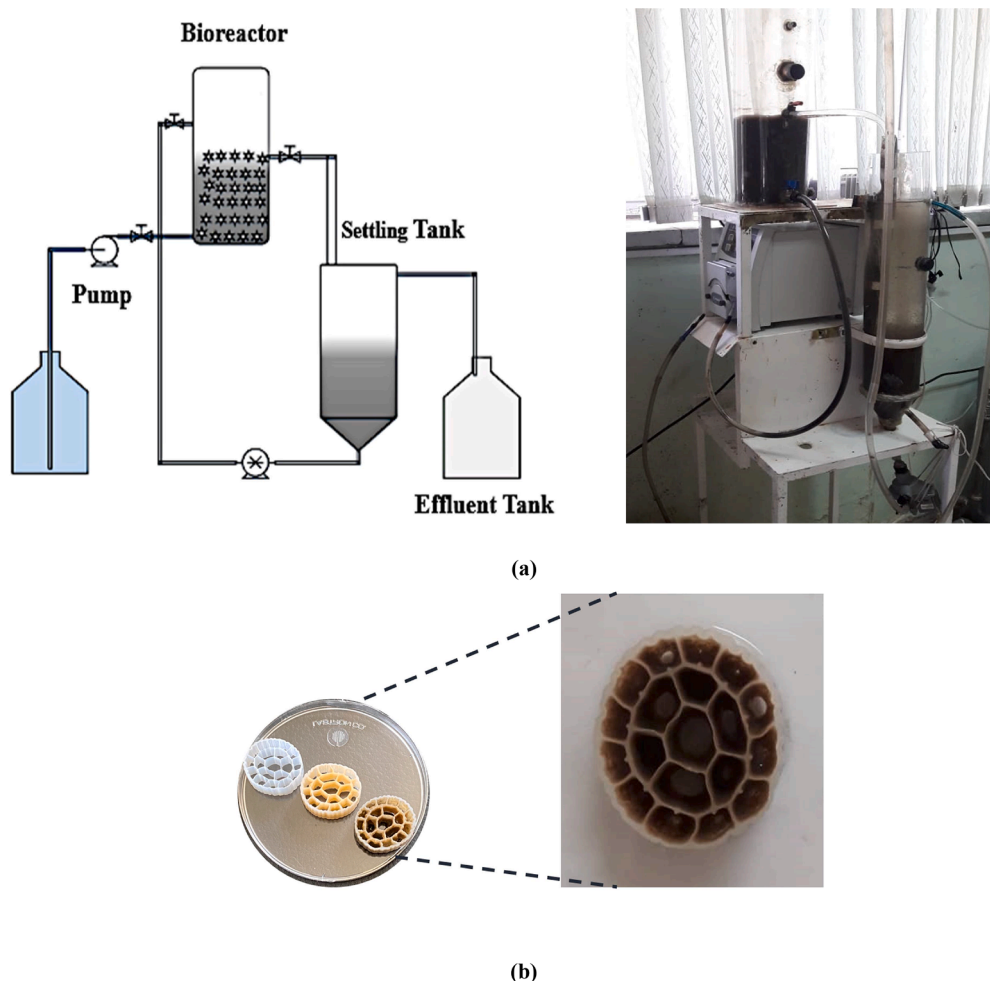 Bioreactor
Settling Tank
Pump
Effluent Tank
(a)
(b)